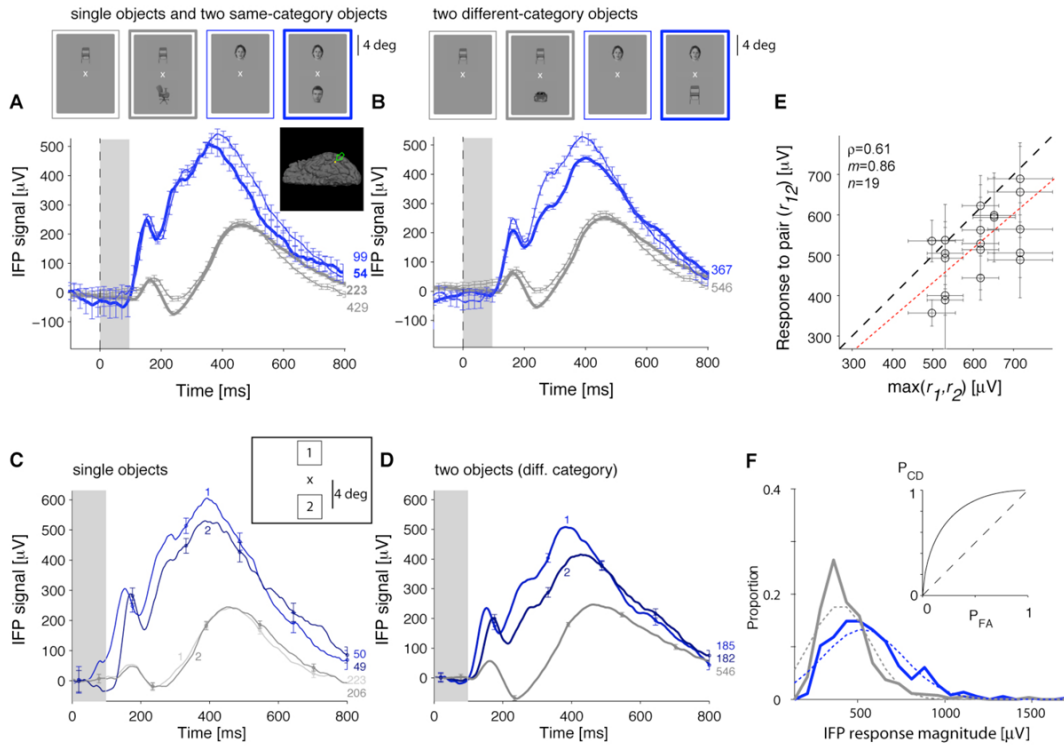 single objects and two same-category objects
two different-category objects
4 deg
4 deg
x
x
x
x
x
x
x
x
A
B
E
IFP signal [µV]
500
400
300
200
100
0
−100
99
54
223
429
0
200
400
600
800
Time [ms]
IFP signal [µV]
500
400
300
200
100
0
−100
367
546
0
200
400
600
800
Time [ms]
ρ=0.61
m=0.86
n=19
Response to pair (r12) [µV]
700
600
500
400
300
300
400
500
600
700
max(r1,r2) [µV]
C
single objects
1
x
2
4 deg
D
two objects (diff. category)
F
IFP signal [µV]
600
500
400
300
200
100
0
1
2
1
2
50
49
223
206
200
400
600
800
Time [ms]
IFP signal [µV]
600
500
400
300
200
100
0
1
2
185
182
546
200
400
600
800
Time [ms]
Proportion
0.4
0.2
0
500
1000
1500
IFP response magnitude [µV]
PCD
1
0
0
1
PFA